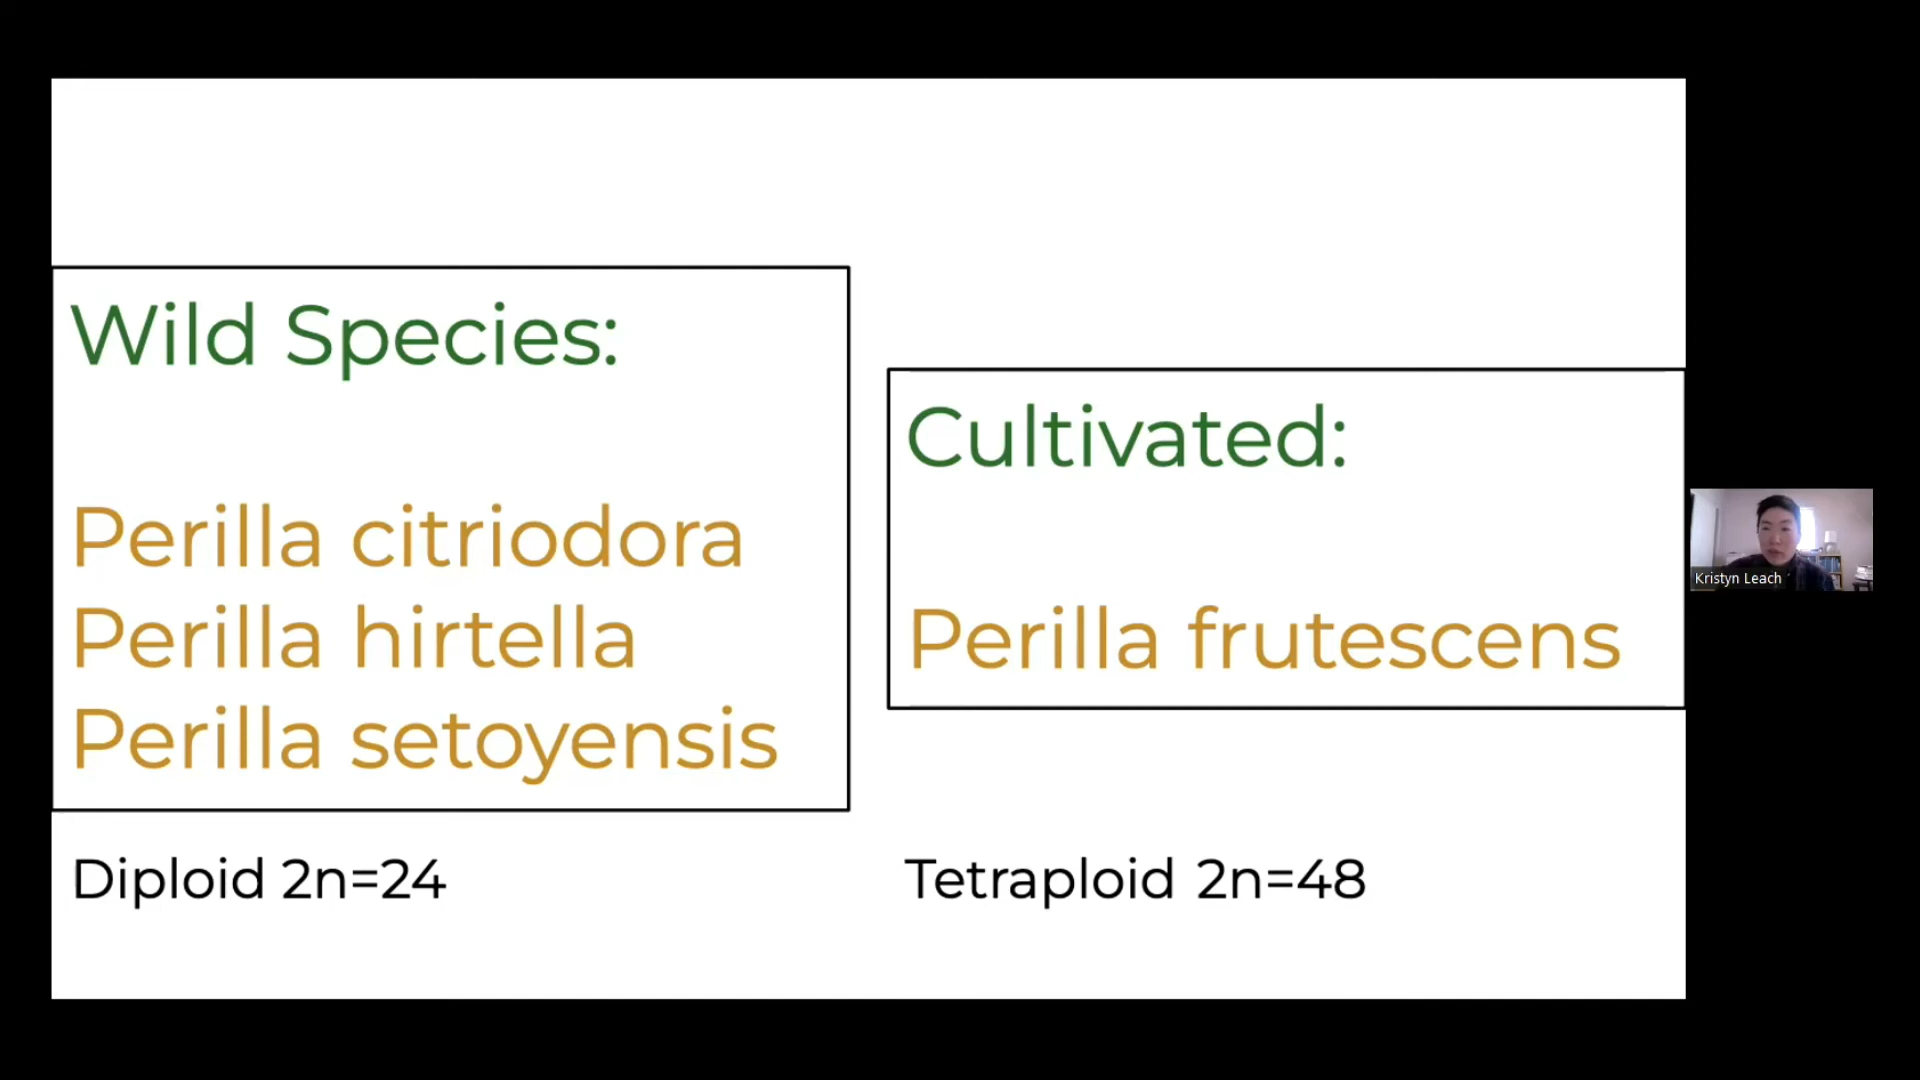 Wild Species:
Perilla citriodora
Perilla hirtella
Perilla setoyensis
Diploid 2n=24
Cultivated:
Perilla frutescens
Tetraploid 2n=48
Kristyn Leach